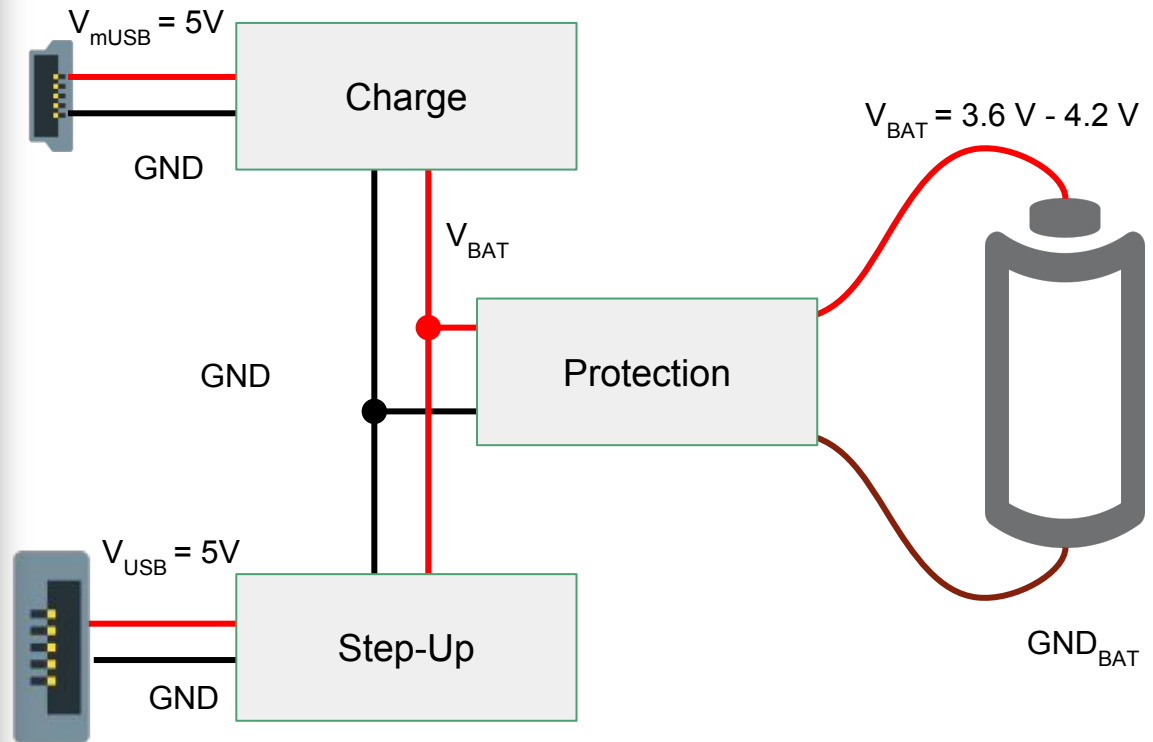 VmUSB = 5V
Charge
VBAT = 3.6 V - 4.2 V
GND
VBAT
Protection
GND
VUSB = 5V
Step-Up
GNDBAT
GND